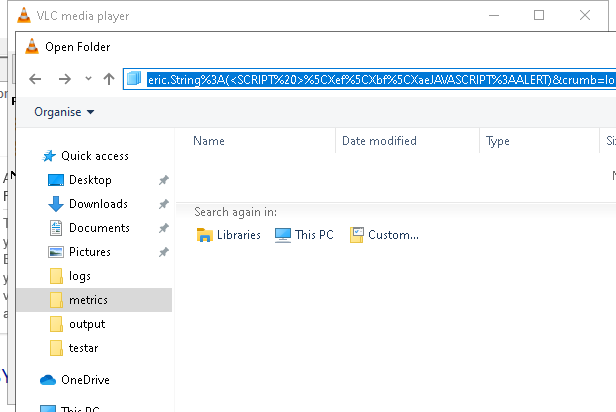 VLC media player
Open Folder
eric.String%3A(<SCRIPT%20>%5CXef%5CXbf%5CXaeJAVASCRIPT%3AALERT)&crumb=lo
Organise
Name Date modified Type
Quick access
Desktop
Downloads
Documents
Pictures
logs
metrics
output
testar
OneDrive
This PC
Search again in:
Libraries This PC Custom...